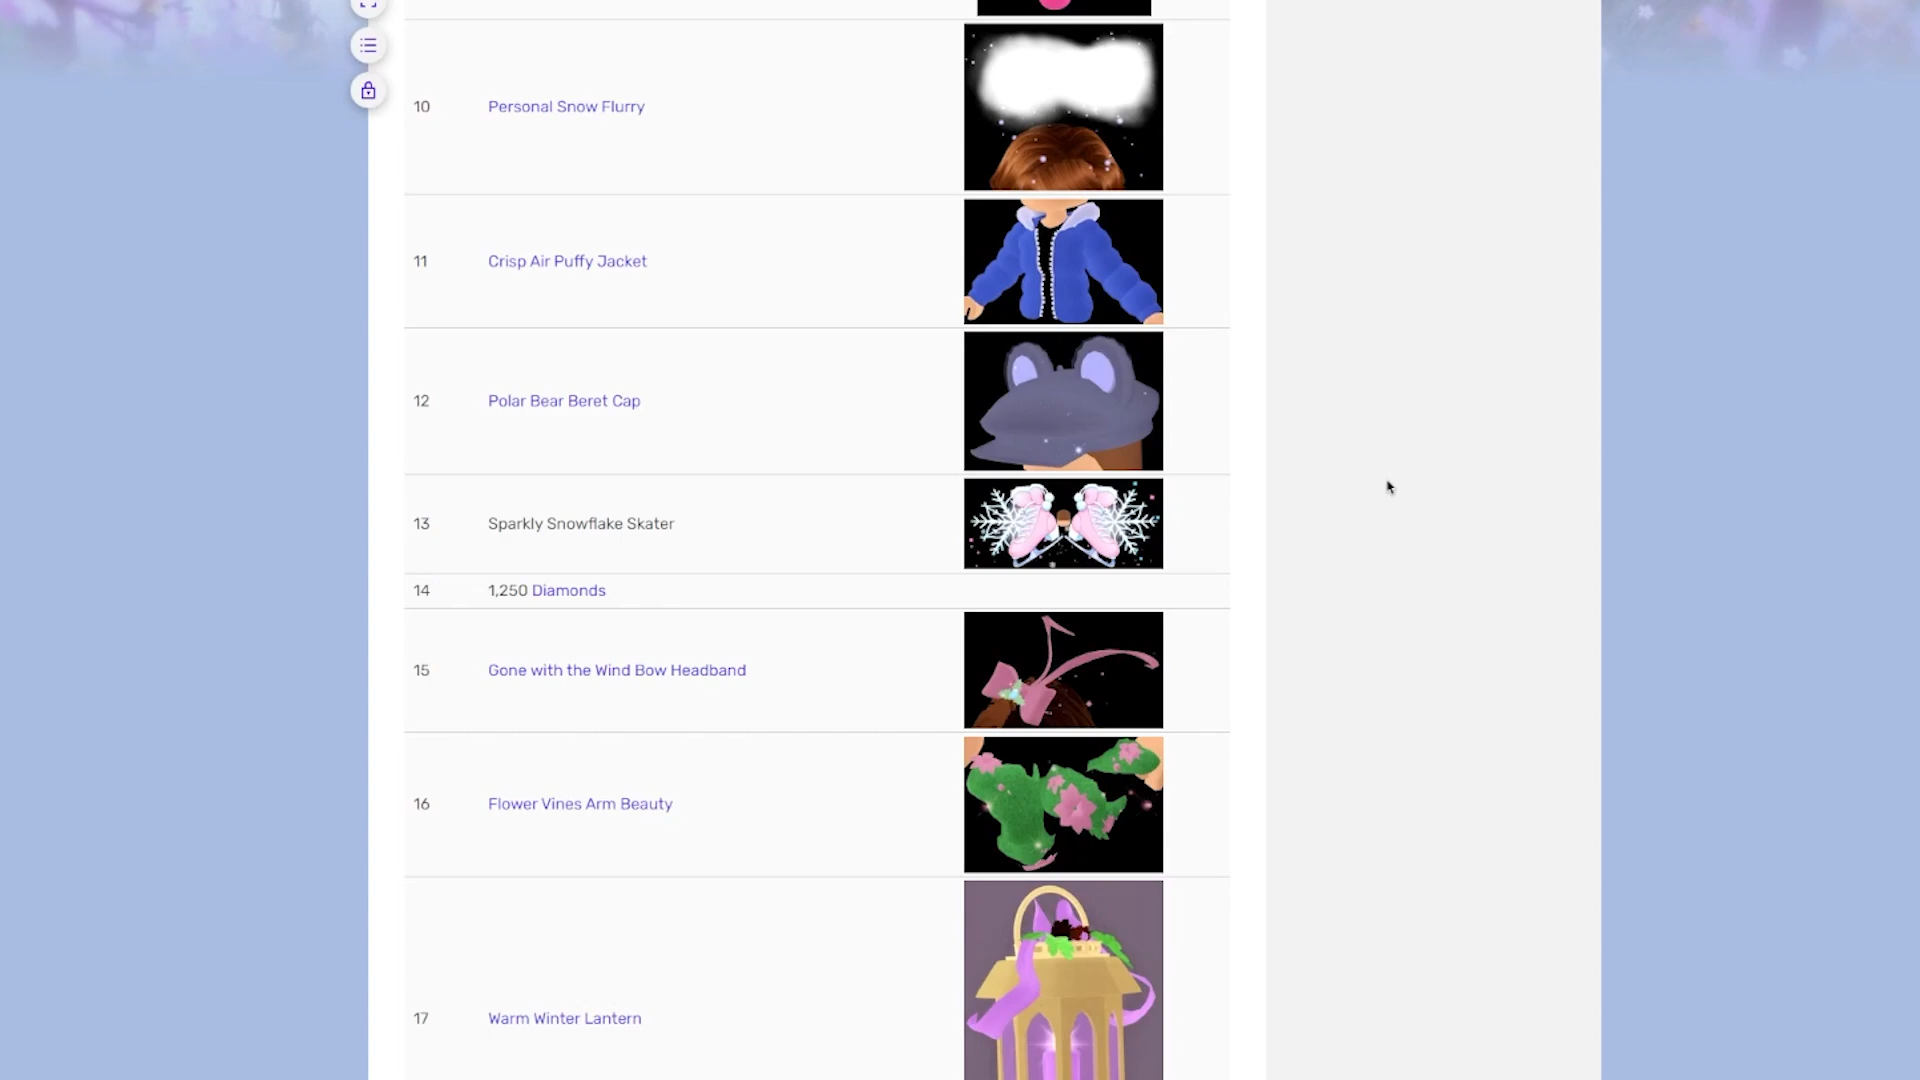 10 Personal Snow Flurry
11 Crisp Air Puffy Jacket
12 Polar Bear Beret Cap
13 Sparkly Snowflake Skater
14 1,250 Diamonds
15 Gone with the Wind Bow Headband
16 Flower Vines Arm Beauty
17 Warm Winter Lantern